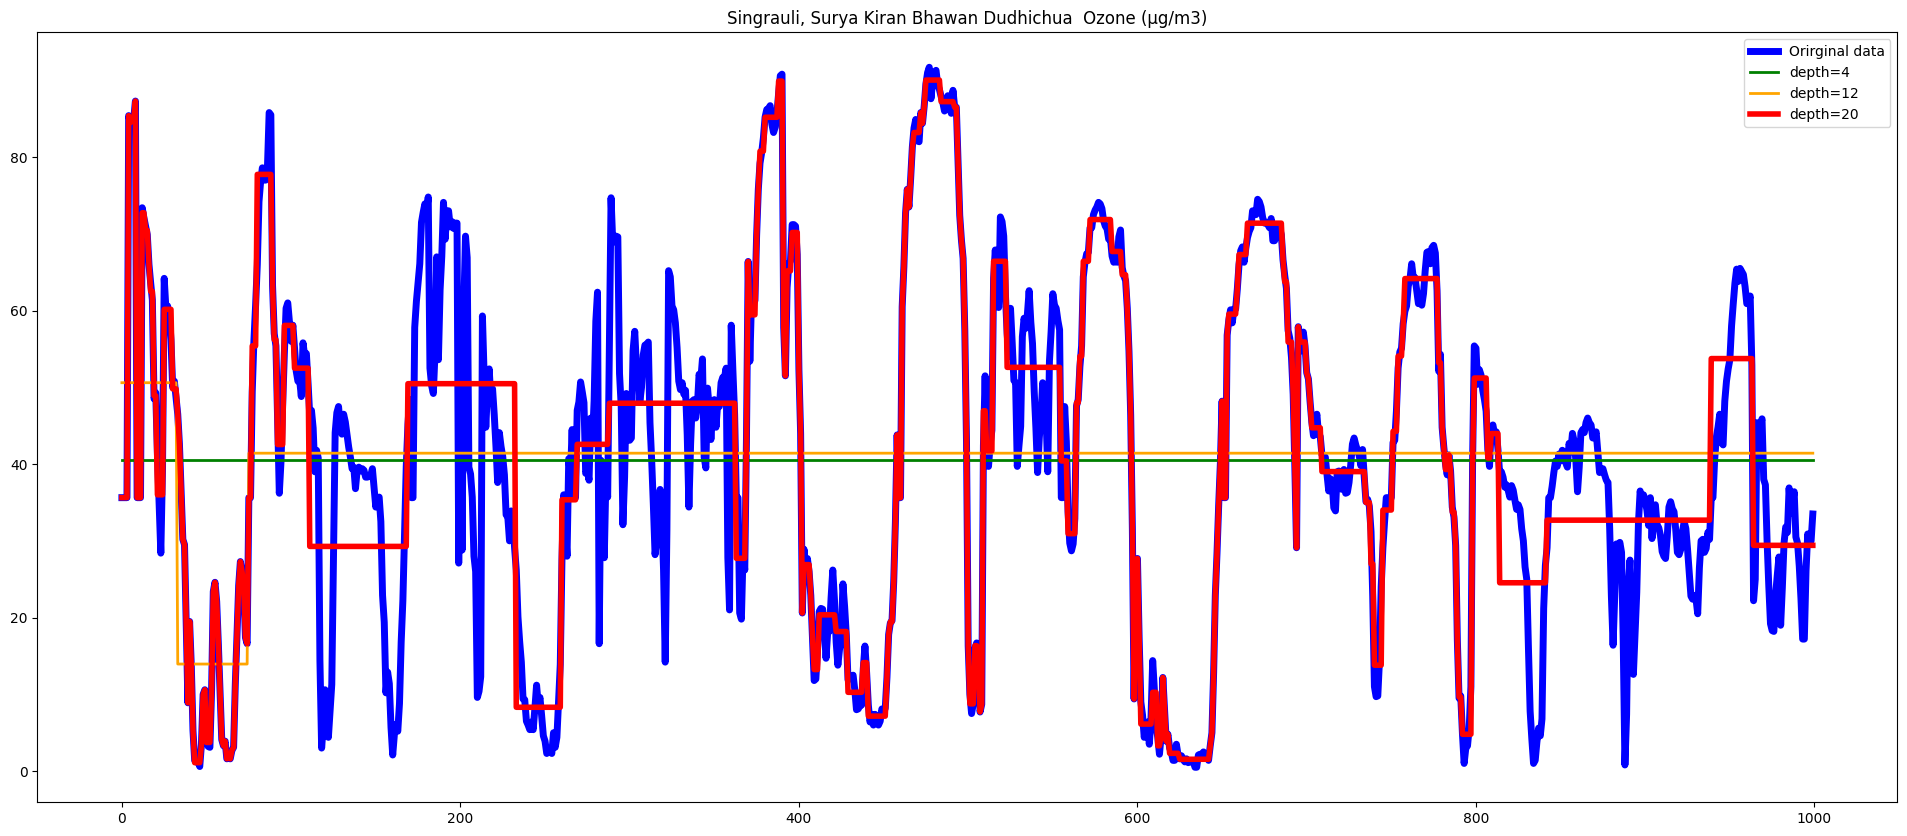 Singrauli, Surya Kiran Bhawan Dudhichua  Ozone (µg/m3)
Orirginal data
depth=4
depth=12
depth=20
80
60
40
20
0
0 200 400 600 800 1000